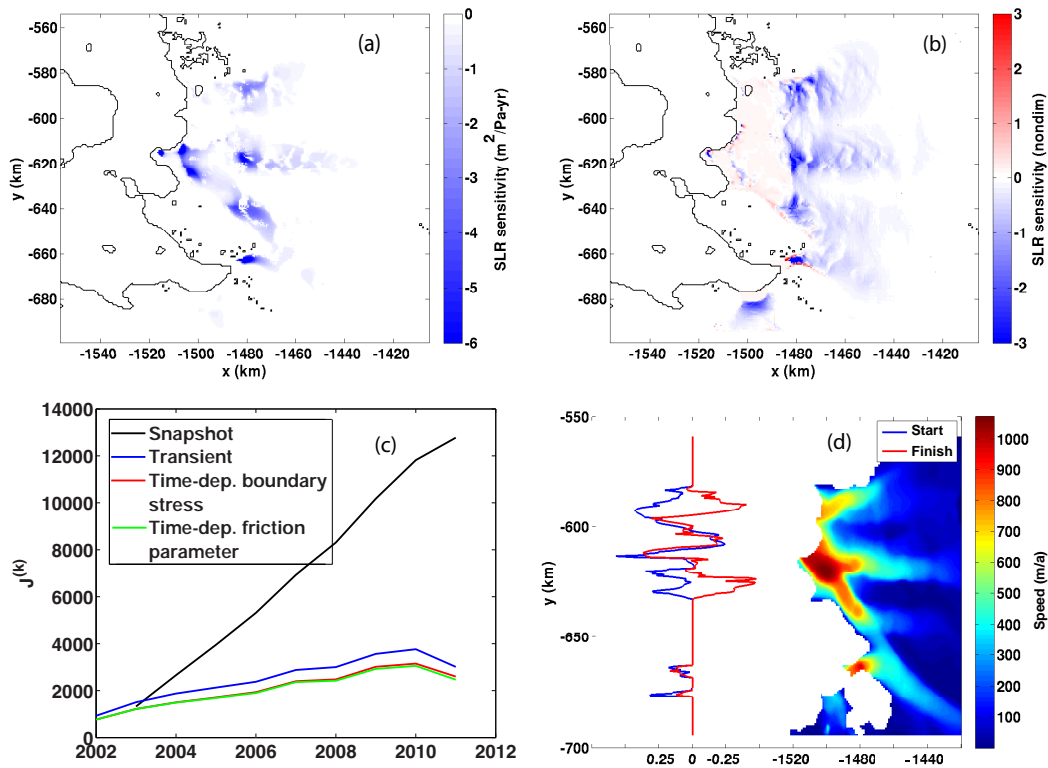 (a)
-560
-580
-600
-620
-640
-660
-680
y (km)
-1540 -1520 -1500 -1480 -1460 -1440 -1420
x (km)
0
-1
-2
-3
-4
-5
-6
SLR sensitivity (m²/Pa-yr)
(b)
-560
-580
-600
-620
-640
-660
-680
y (km)
-1540 -1520 -1500 -1480 -1460 -1440 -1420
x (km)
3
2
1
0
-1
-2
-3
SLR sensitivity (nondim)
14000
12000
10000
8000
6000
4000
2000
0
J(k)
Snapshot
Transient
Time-dep. boundary
stress
Time-dep. friction
parameter
(c)
2002 2004 2006 2008 2010 2012
-550
-600
-650
-700
y (km)
(d)
Start
Finish
0.25 0 -0.25 -1520 -1480 -1440
1000
900
800
700
600
500
400
300
200
100
Speed (m/a)